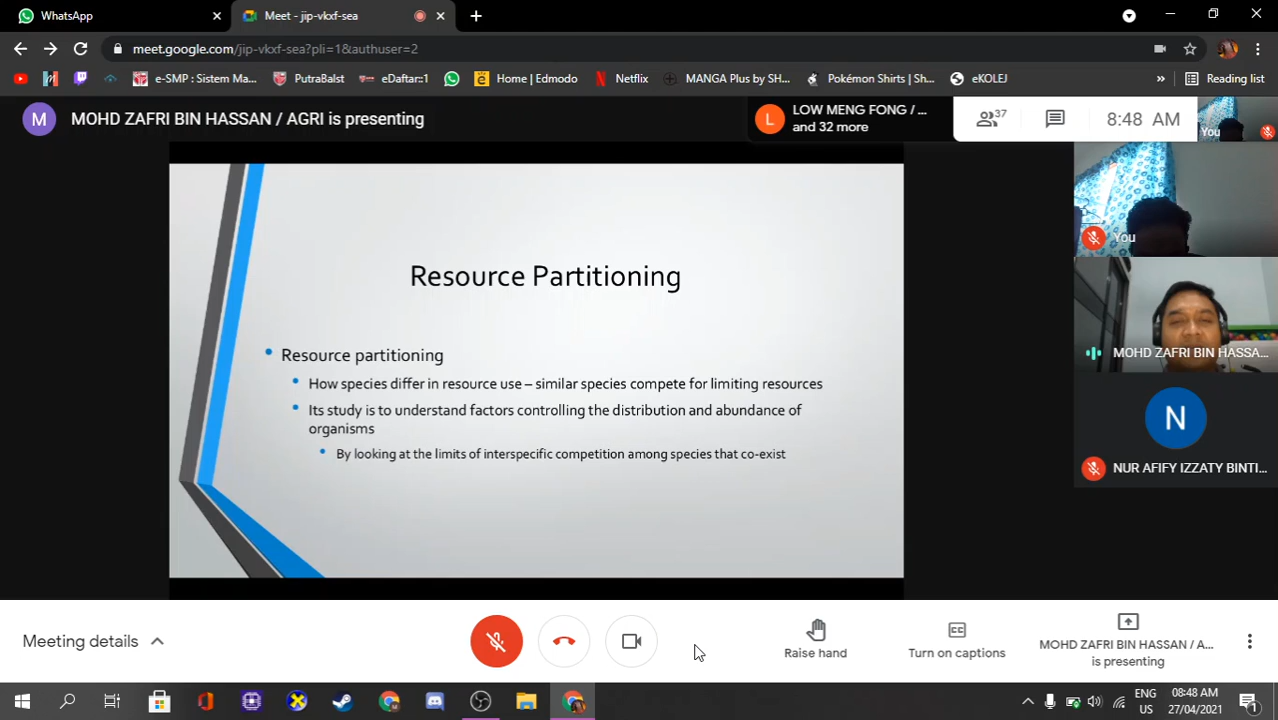 WhatsApp
Meet - jip-vkxf-sea
meet.google.com/jip-vkxf-sea?pli=1&authuser=2
e-SMP : Sistem Ma...
PutraBalst
eDaftar::1
Home | Edmodo
Netflix
MANGA Plus by SH...
Pokémon Shirts | Sh...
eKOLEJ
»
Reading list
M
MOHD ZAFRI BIN HASSAN / AGRI is presenting
L
LOW MENG FONG / ...
and 32 more
37
8:48 AM
You
You
MOHD ZAFRI BIN HASSA...
N
NUR AFIFY IZZATY BINTI...
Resource Partitioning
• Resource partitioning
• How species differ in resource use – similar species compete for limiting resources
• Its study is to understand factors controlling the distribution and abundance of
organisms
• By looking at the limits of interspecific competition among species that co-exist
Meeting details
Raise hand
CC
Turn on captions
MOHD ZAFRI BIN HASSAN / A...
is presenting
ENG
US
08:48 AM
27/04/2021
1